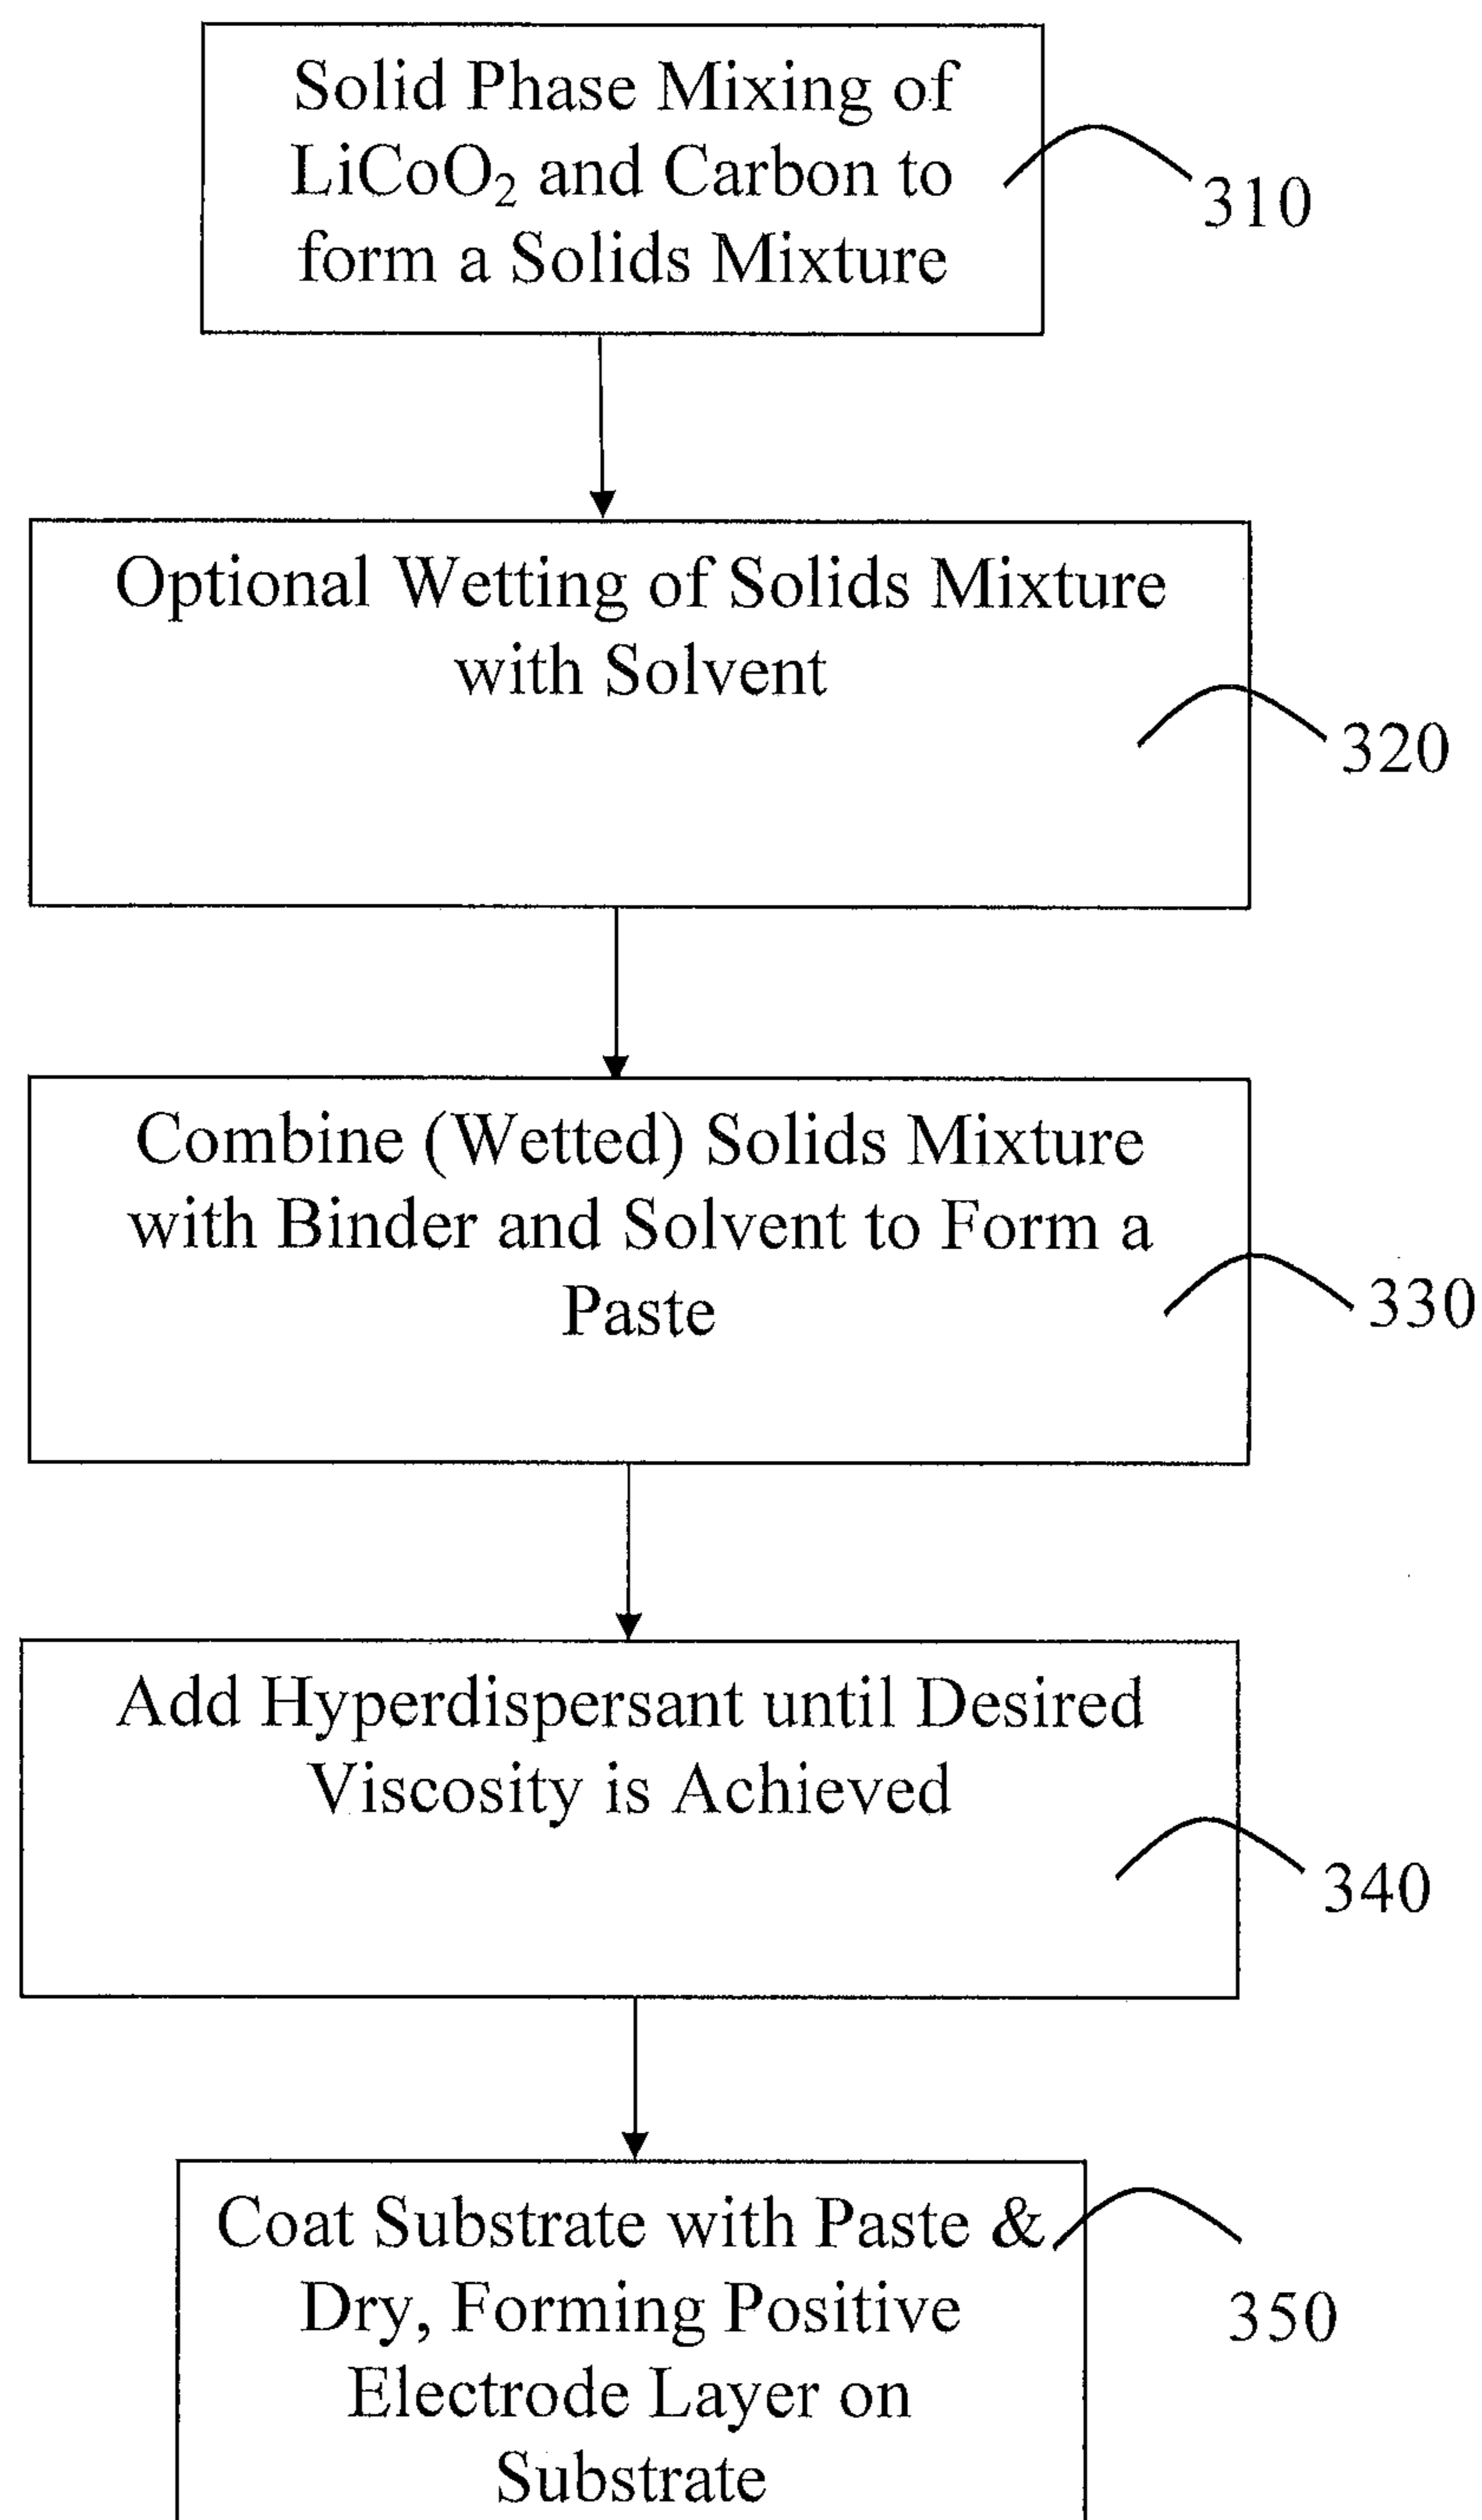 Solid Phase Mixing of
LiCoO₂ and Carbon to
form a Solids Mixture
310
Optional Wetting of Solids Mixture
with Solvent
320
Combine (Wetted) Solids Mixture
with Binder and Solvent to Form a
Paste
330
Add Hyperdispersant until Desired
Viscosity is Achieved
340
Coat Substrate with Paste &
Dry, Forming Positive
Electrode Layer on
Substrate
350